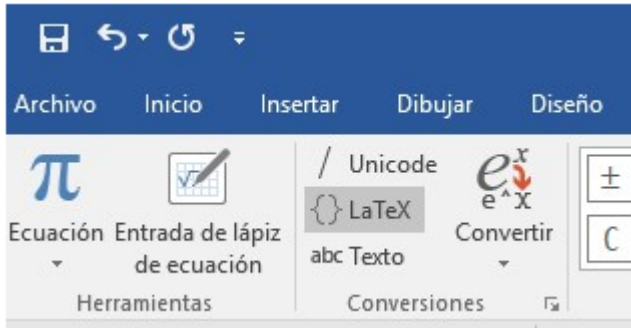 Archivo Inicio Insertar Dibujar Diseño
π
Ecuación
√
Entrada de lápiz
de ecuación
/ Unicode
{} LaTeX
abc Texto
e^x
e^x
Convertir
±
C
Herramientas
Conversiones